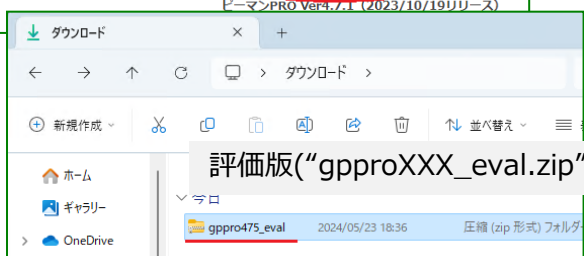 ピーマンPRO Ver4.7.1（2023/10/19リリース）
ダウンロード
ダウンロード
新規作成
並べ替え
評価版(“gpproXXX_eval.zip”
ホーム
今日
ギャラリー
gppro475_eval 2024/05/23 18:36 圧縮 (zip 形式) フォルダー
OneDrive